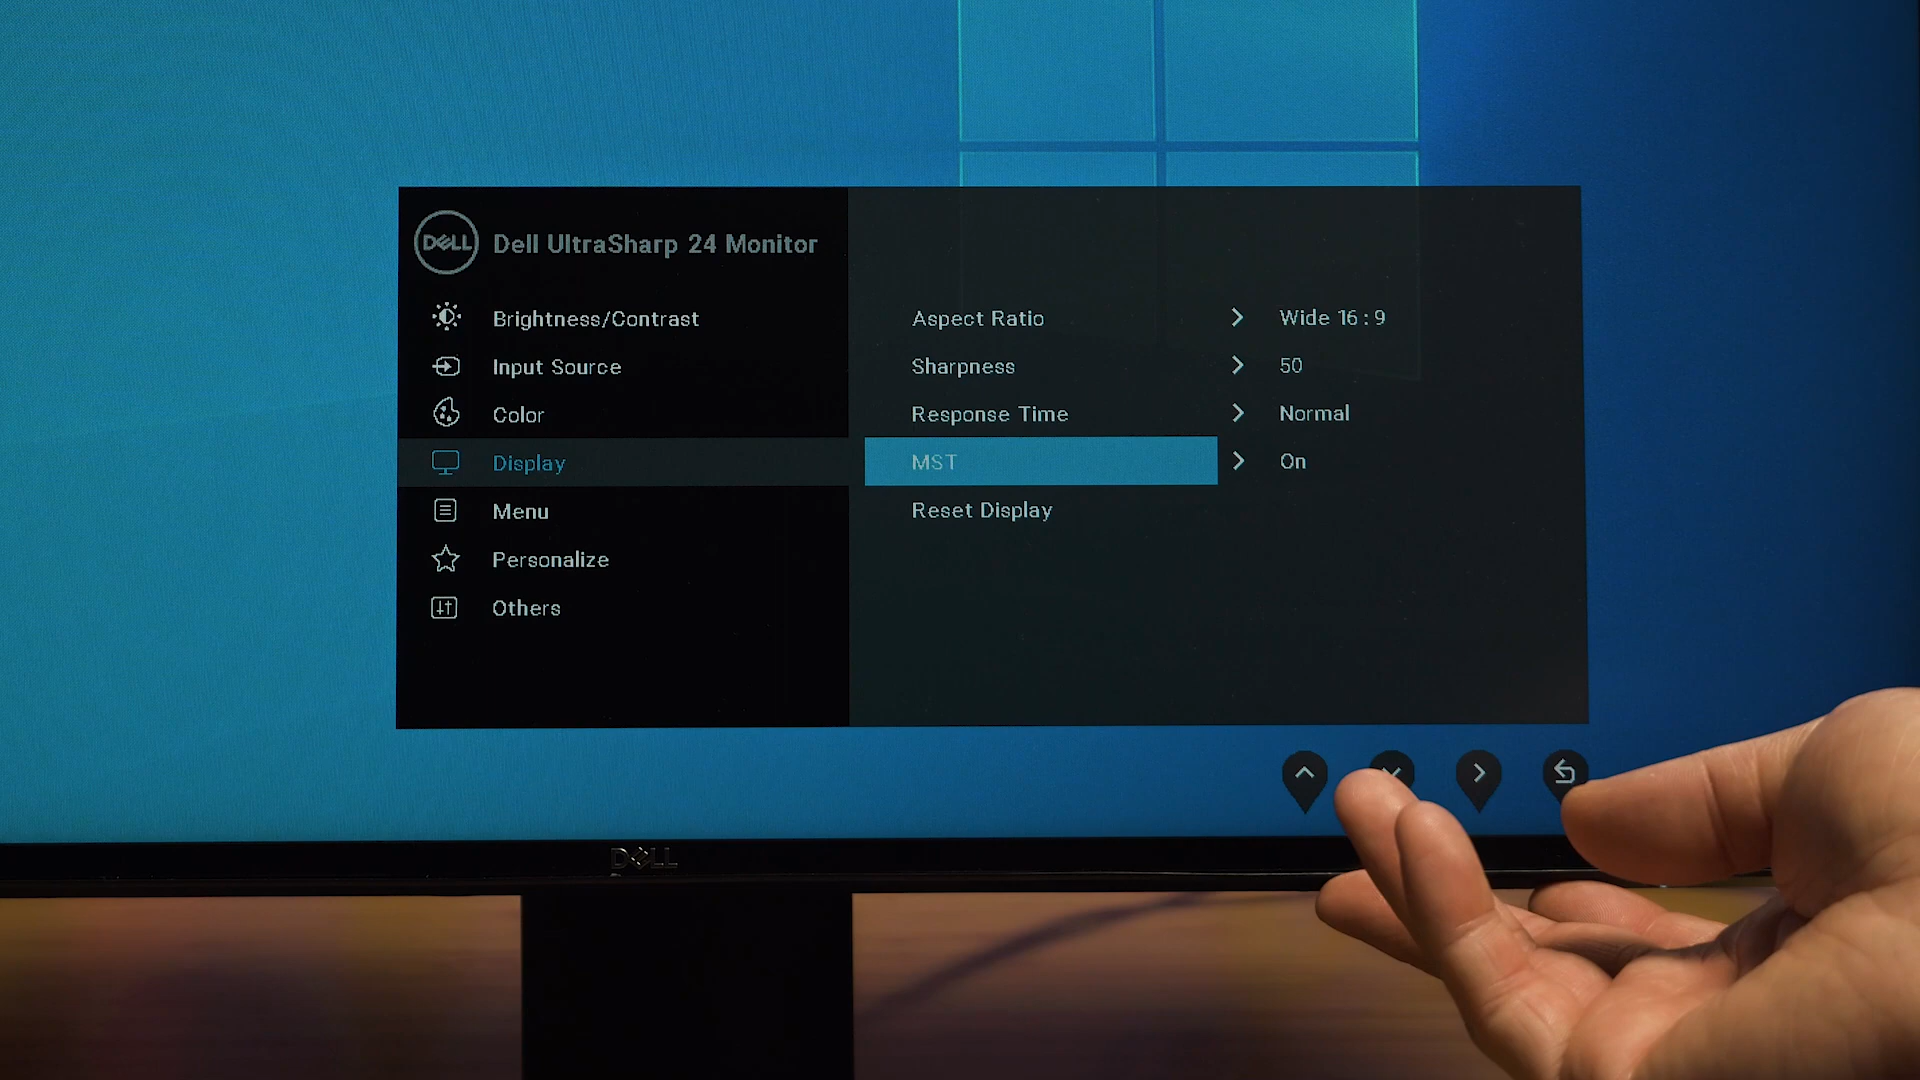 DELL Dell UltraSharp 24 Monitor
Brightness/Contrast
Input Source
Color
Display
Menu
Personalize
Others
Aspect Ratio > Wide 16:9
Sharpness > 50
Response Time > Normal
MST > On
Reset Display
DELL